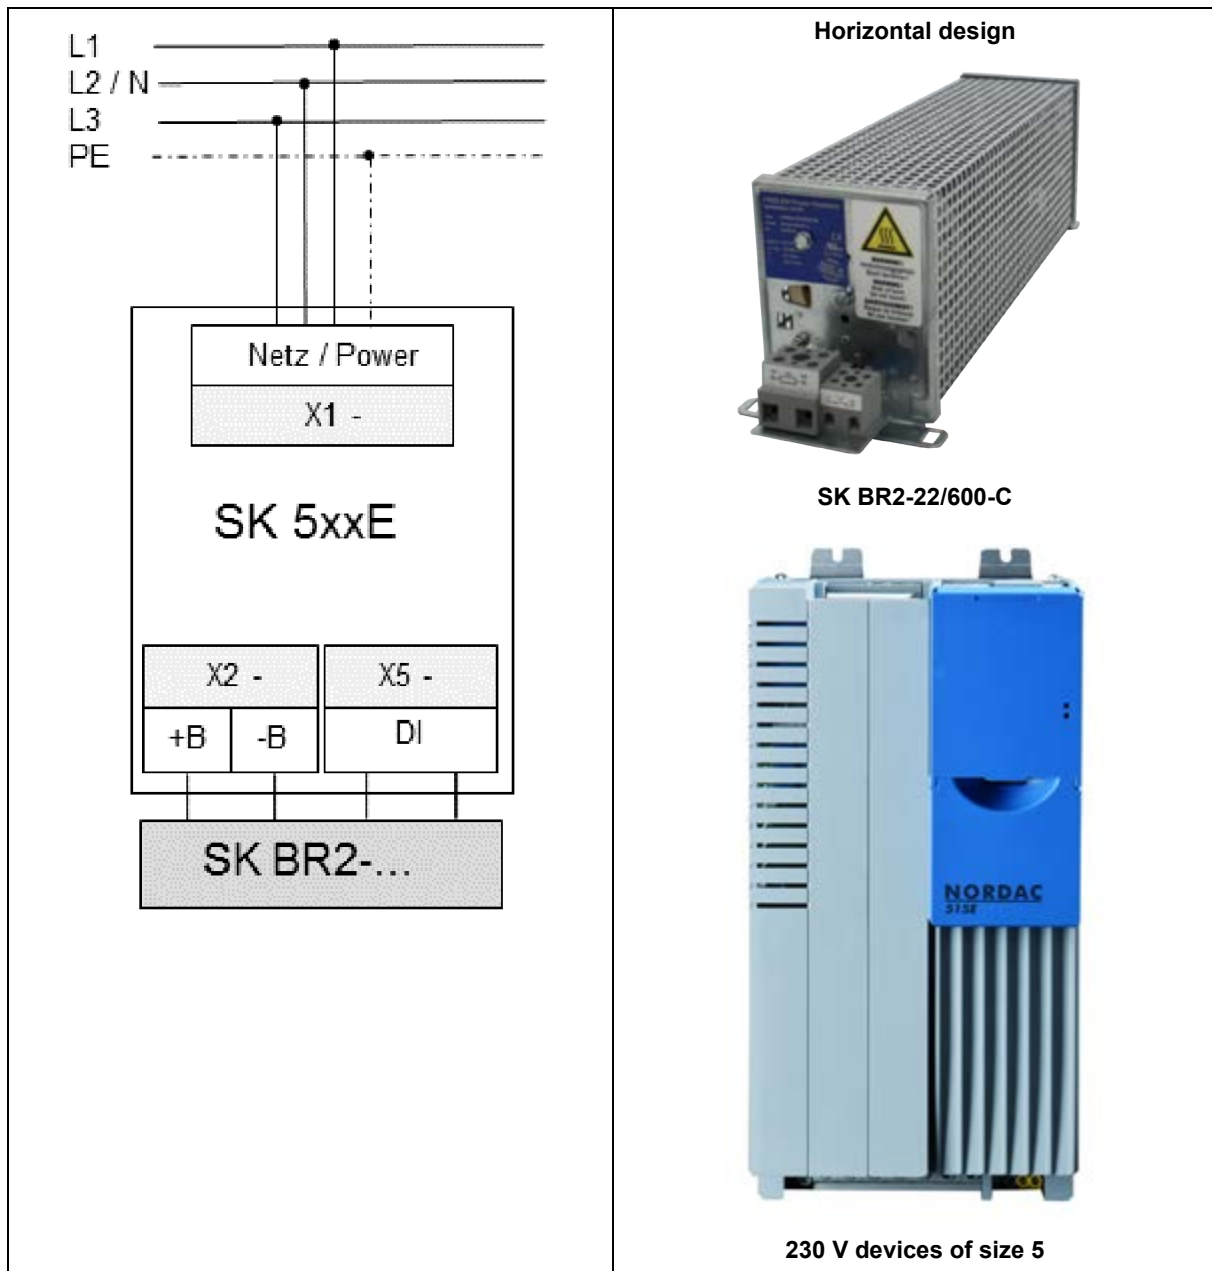 L1
L2 / N
L3
PE
Netz / Power
X1 -
SK 5xxE
X2 -
X5 -
+B
-B
DI
SK BR2-...
Horizontal design
SK BR2-22/600-C
NORDAC
515E
230 V devices of size 5